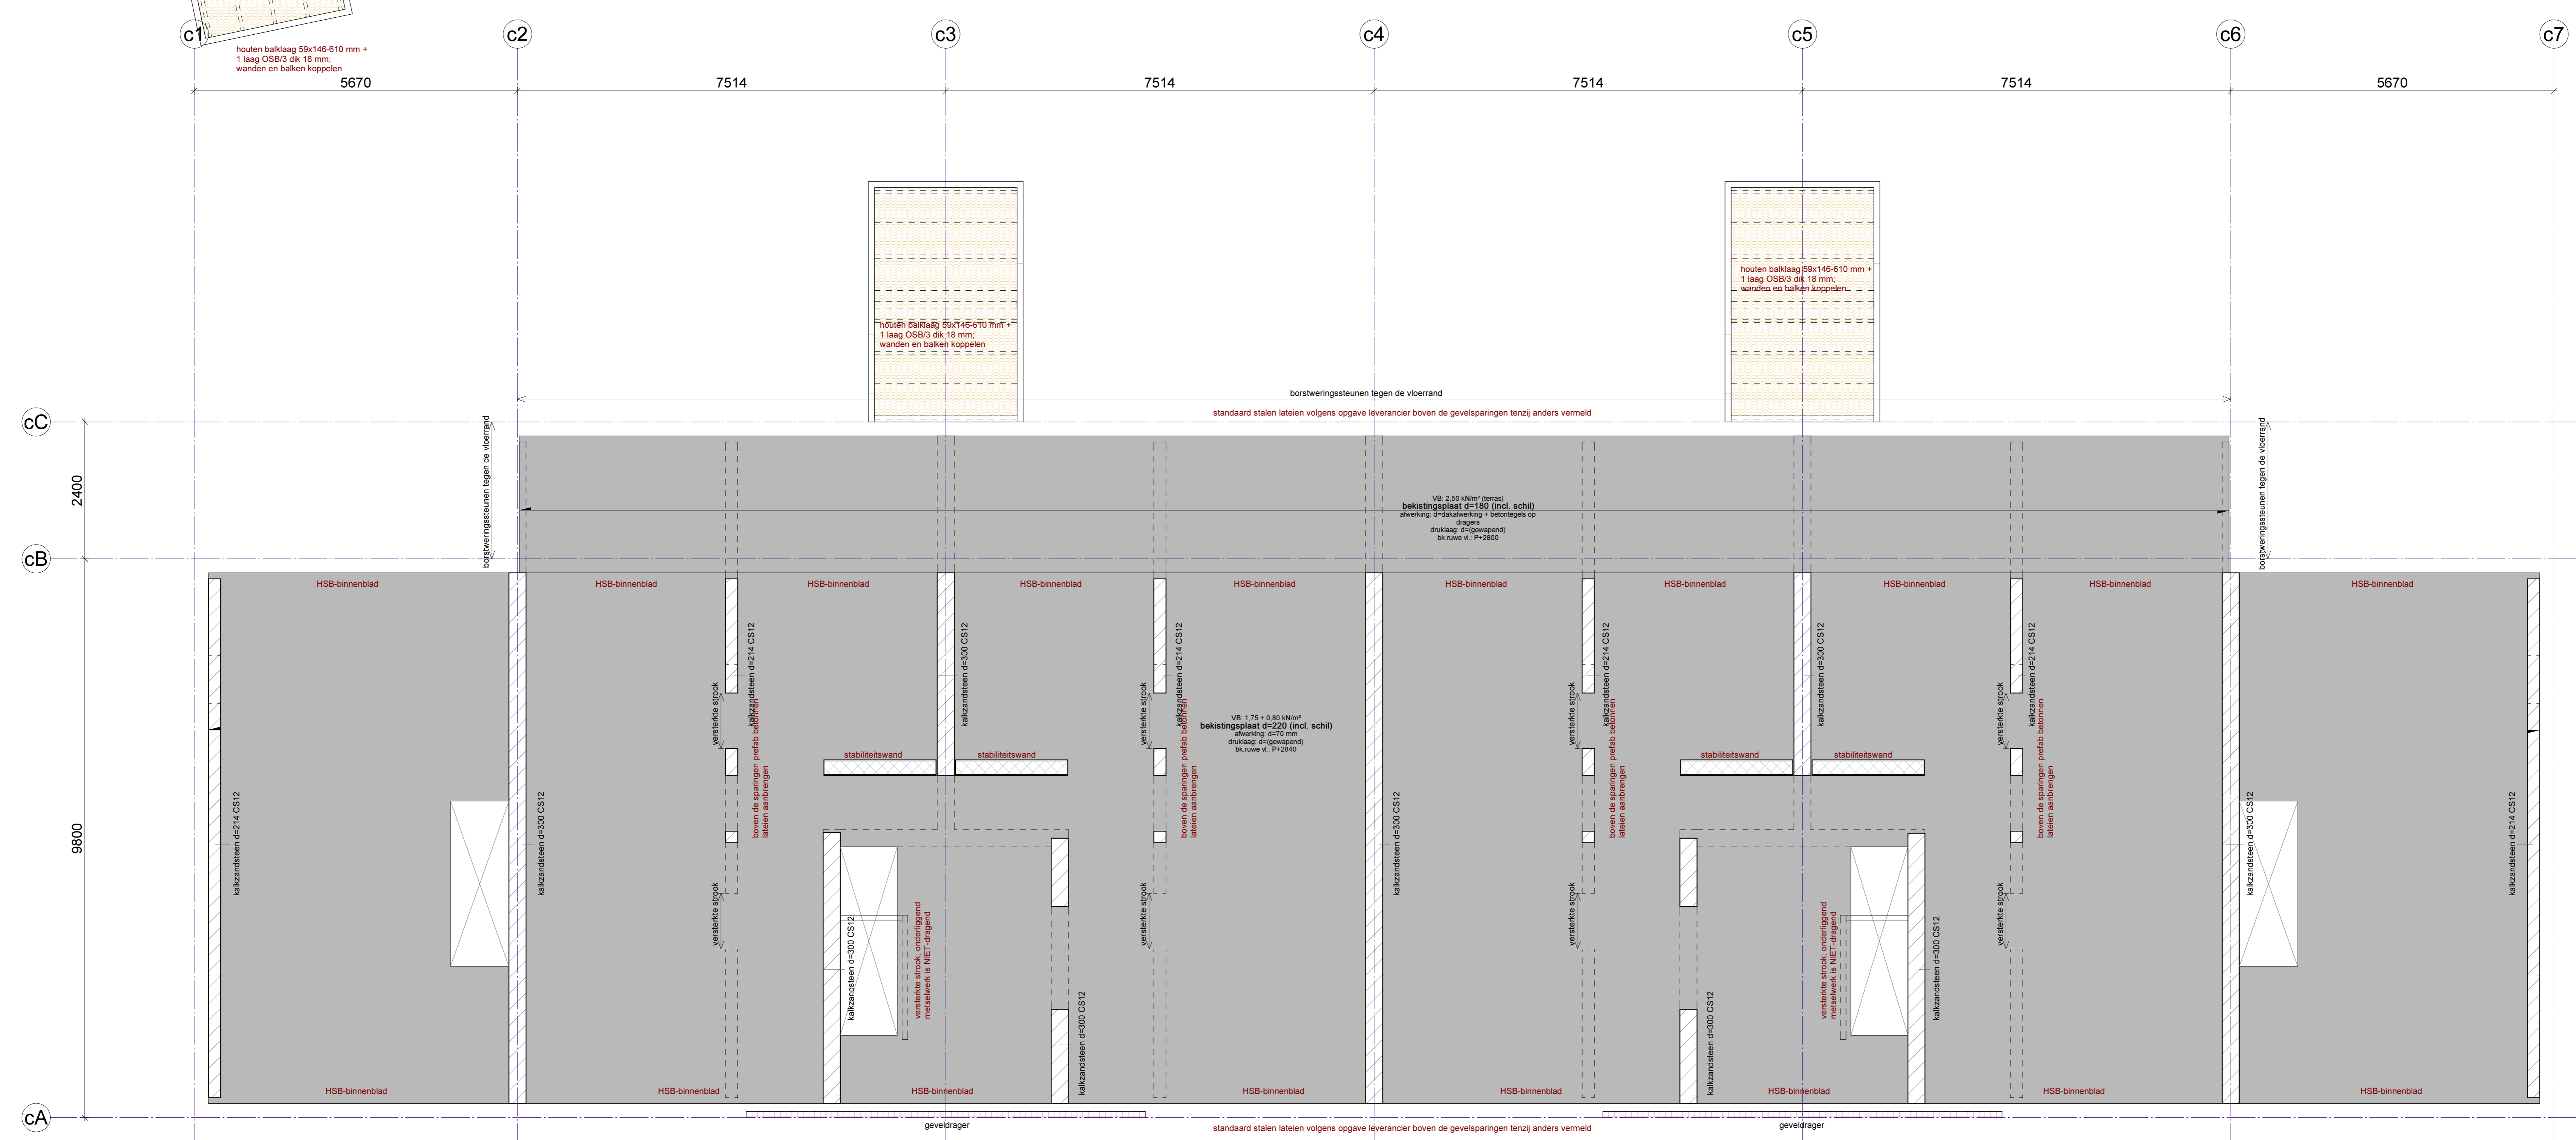 c1
c2
c3
c4
c5
c6
c7
houten balklaag 59x146-610 mm +
1 laag OSB/3 dik 18 mm;
wanden en balken koppelen
5670
7514
7514
7514
7514
5670
houten balklaag 59x146-610 mm +
1 laag OSB/3 dik 18 mm;
wanden en balken koppelen
houten balklaag 59x146-610 mm +
1 laag OSB/3 dik 18 mm;
wanden en balken koppelen
borstweringssteunen tegen de vloerrand
standaard stalen lateien volgens opgave leverancier boven de gevelsparingen tenzij anders vermeld
cC
2400
borstweringssteunen tegen de vloerrand
borstweringssteunen tegen de vloerrand
VB: 2,50 kN/m² (terras)
bekistingsplaat d=180 (incl. schil)
afwerking: d=dakafwerking + betontegels op
dragers
druklaag: d=(gewapend)
bk.ruwe vl.: P+2800
cB
HSB-binnenblad
HSB-binnenblad
HSB-binnenblad
HSB-binnenblad
HSB-binnenblad
HSB-binnenblad
HSB-binnenblad
HSB-binnenblad
HSB-binnenblad
HSB-binnenblad
kalkzandsteen d=214 CS12
kalkzandsteen d=300 CS12
kalkzandsteen d=214 CS12
kalkzandsteen d=214 CS12
kalkzandsteen d=300 CS12
kalkzandsteen d=214 CS12
versterkte strook
versterkte strook
versterkte strook
versterkte strook
boven de sparingen prefab betonnen
lateien aanbrengen
boven de sparingen prefab betonnen
lateien aanbrengen
boven de sparingen prefab betonnen
lateien aanbrengen
boven de sparingen prefab betonnen
lateien aanbrengen
VB: 1,75 + 0,80 kN/m²
bekistingsplaat d=220 (incl. schil)
afwerking: d=70 mm
druklaag: d=(gewapend)
bk.ruwe vl.: P+2840
stabiliteitswand
stabiliteitswand
stabiliteitswand
stabiliteitswand
9800
kalkzandsteen d=214 CS12
kalkzandsteen d=300 CS12
kalkzandsteen d=300 CS12
kalkzandsteen d=300 CS12
kalkzandsteen d=214 CS12
versterkte strook
versterkte strook
versterkte strook
versterkte strook
kalkzandsteen d=300 CS12
versterkte strook; onderliggend
metselwerk is NIET-dragend
kalkzandsteen d=300 CS12
kalkzandsteen d=300 CS12
versterkte strook; onderliggend
metselwerk is NIET-dragend
kalkzandsteen d=300 CS12
HSB-binnenblad
HSB-binnenblad
HSB-binnenblad
HSB-binnenblad
HSB-binnenblad
HSB-binnenblad
HSB-binnenblad
HSB-binnenblad
cA
geveldrager
standaard stalen lateien volgens opgave leverancier boven de gevelsparingen tenzij anders vermeld
geveldrager